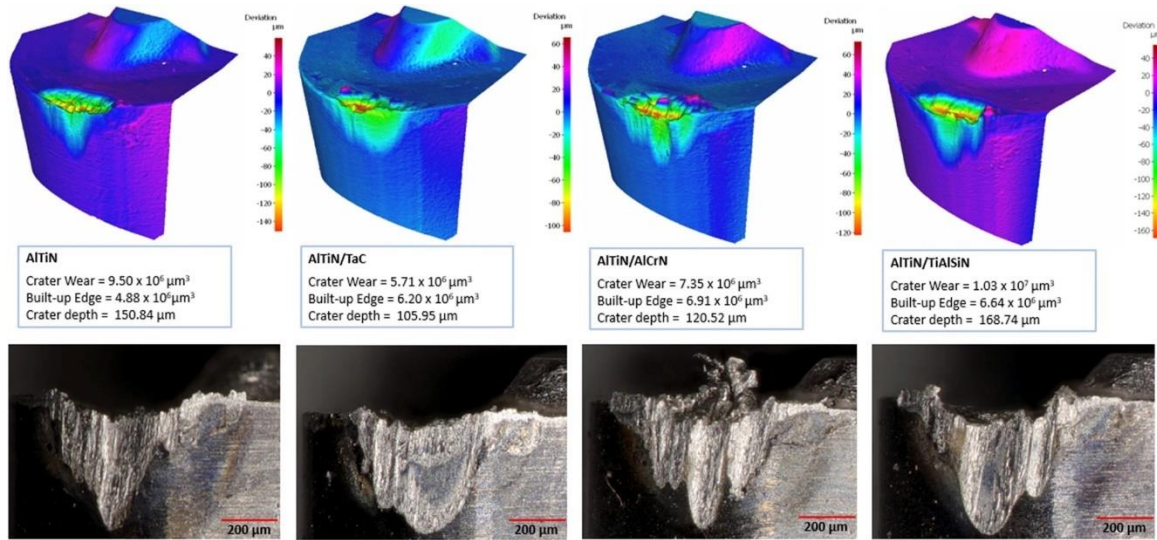 Deviation
µm
40
20
0
-20
-40
-60
-80
-100
-120
-140
Deviation
µm
60
40
20
0
-20
-40
-60
-80
-100
Deviation
µm
60
40
20
0
-20
-40
-60
-80
-100
-120
Deviation
µm
40
20
0
-20
-40
-60
-80
-100
-120
-140
-160
AlTiN
Crater Wear = 9.50 x 10⁶ µm³
Built-up Edge = 4.88 x 10⁶µm³
Crater depth = 150.84 µm
AlTiN/TaC
Crater Wear = 5.71 x 10⁶ µm³
Built-up Edge = 6.20 x 10⁶ µm³
Crater depth = 105.95 µm
AlTiN/AlCrN
Crater Wear = 7.35 x 10⁶ µm³
Built-up Edge = 6.91 x 10⁶ µm³
Crater depth = 120.52 µm
AlTiN/TiAlSiN
Crater Wear = 1.03 x 10⁷ µm³
Built-up Edge = 6.64 x 10⁶ µm³
Crater depth = 168.74 µm
200 µm
200 µm
200 µm
200 µm